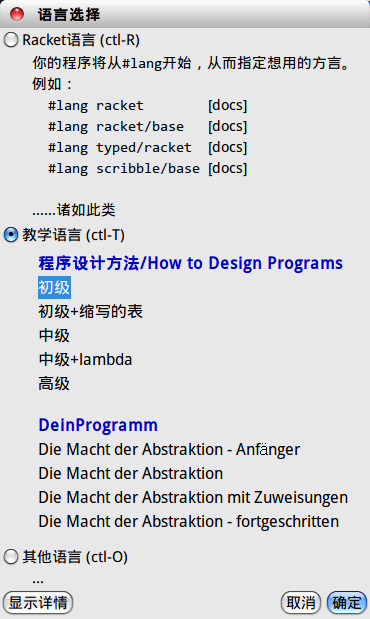 语言选择
Racket语言 (ctl-R)
你的程序将从#lang开始，从而指定想用的方言。
例如：
#lang racket [docs]
#lang racket/base [docs]
#lang typed/racket [docs]
#lang scribble/base [docs]
……诸如此类
教学语言 (ctl-T)
程序设计方法/How to Design Programs
初级
初级+缩写的表
中级
中级+lambda
高级
DeinProgramm
Die Macht der Abstraktion - Anfänger
Die Macht der Abstraktion
Die Macht der Abstraktion mit Zuweisungen
Die Macht der Abstraktion - fortgeschritten
其他语言 (ctl-O)
...
显示详情 取消 确定